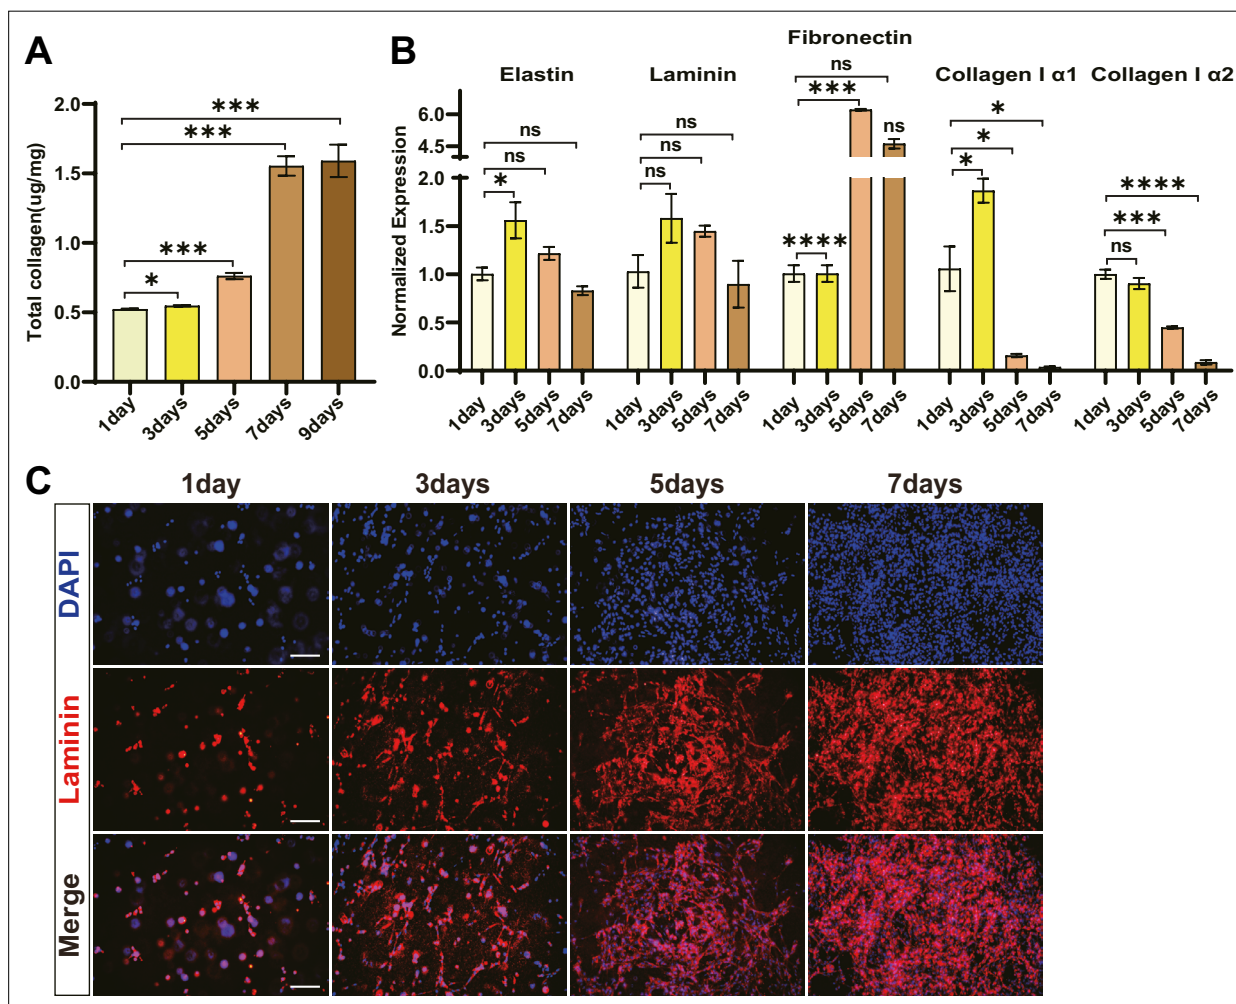 A
Total collagen(ug/mg)
2.0
1.5
1.0
0.5
0.0
***
***
***
*
1day
3days
5days
7days
9days
B
Normalized Expression
6.0
4.5
2.0
1.5
1.0
0.5
0.0
Elastin
ns
ns
*
1day
3days
5days
7days
Laminin
ns
ns
ns
1day
3days
5days
7days
Fibronectin
ns
***
ns
****
1day
3days
5days
7days
Collagen I α1
*
*
*
1day
3days
5days
7days
Collagen I α2
****
***
ns
1day
3days
5days
7days
C
1day 3days 5days 7days
DAPI
Laminin
Merge